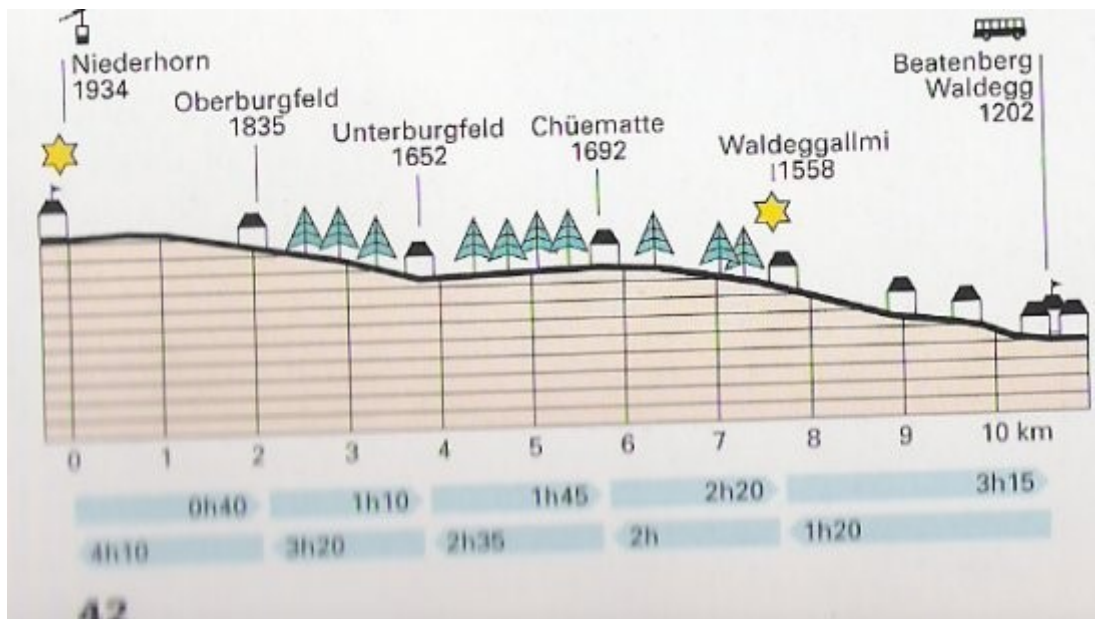 Niederhorn
1934
Oberburgfeld
1835
Unterburgfeld
1652
Chüematte
1692
Waldeggallmi
1558
Beatenberg
Waldegg
1202
0 1 2 3 4 5 6 7 8 9 10 km
0h40 1h10 1h45 2h20 3h15
4h10 3h20 2h35 2h 1h20
42